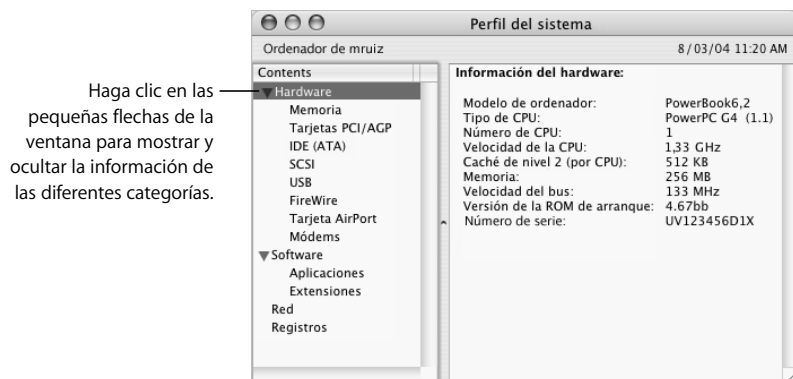 Haga clic en las
pequeñas flechas de la
ventana para mostrar y
ocultar la información de
las diferentes categorías.
Perfil del sistema
Ordenador de mruiz
8/03/04 11:20 AM
Contents
Hardware
Memoria
Tarjetas PCI/AGP
IDE (ATA)
SCSI
USB
FireWire
Tarjeta AirPort
Módems
Software
Aplicaciones
Extensiones
Red
Registros
Información del hardware:
Modelo de ordenador: PowerBook6,2
Tipo de CPU: PowerPC G4 (1.1)
Número de CPU: 1
Velocidad de la CPU: 1,33 GHz
Caché de nivel 2 (por CPU): 512 KB
Memoria: 256 MB
Velocidad del bus: 133 MHz
Versión de la ROM de arranque: 4.67bb
Número de serie: UV123456D1X